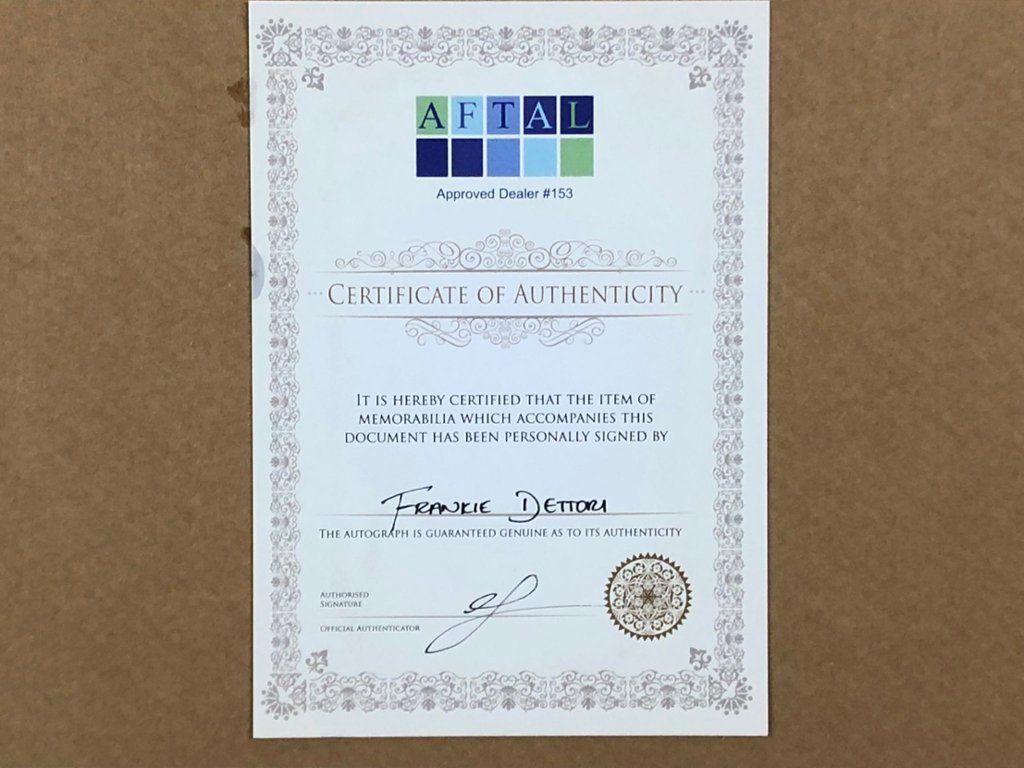 AFTAL
Approved Dealer #153
CERTIFICATE OF AUTHENTICITY
IT IS HEREBY CERTIFIED THAT THE ITEM OF
MEMORABILIA WHICH ACCOMPANIES THIS
DOCUMENT HAS BEEN PERSONALLY SIGNED BY
FRANKIE DETTORI
THE AUTOGRAPH IS GUARANTEED GENUINE AS TO ITS AUTHENTICITY
AUTHORISED
SIGNATURE
OFFICIAL AUTHENTICATOR